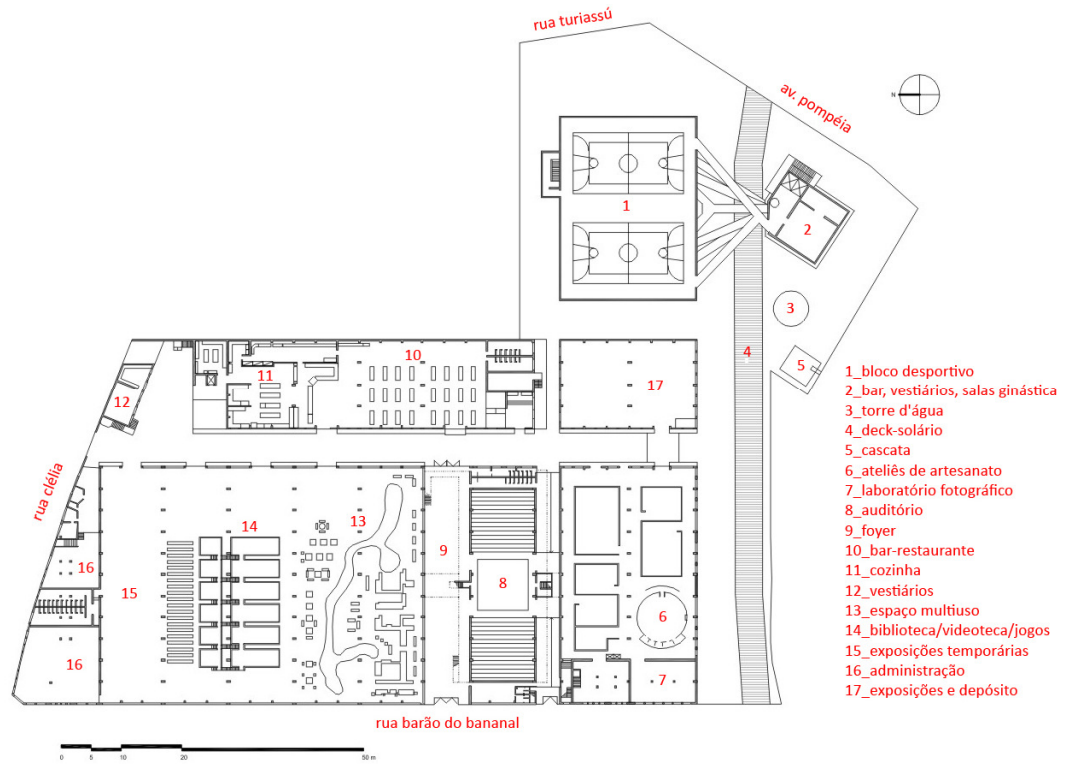 rua turiassú
av. pompéia
N
1
2
3
4
5
10
11
17
12
rua clélia
13
14
9
8
15
16
6
16
7
rua barão do bananal
0 5 10 20 50 m
1_bloco desportivo
2_bar, vestiários, salas ginástica
3_torre d'água
4_deck-solário
5_cascata
6_ateliês de artesanato
7_laboratório fotográfico
8_auditório
9_foyer
10_bar-restaurante
11_cozinha
12_vestiários
13_espaço multiuso
14_biblioteca/videoteca/jogos
15_exposições temporárias
16_administração
17_exposições e depósito